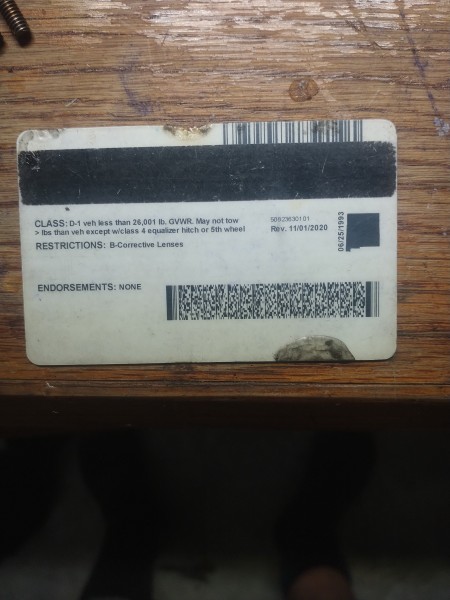 CLASS: D-1 veh less than 26,001 lb. GVWR. May not tow
> lbs than veh except w/class 4 equalizer hitch or 5th wheel
RESTRICTIONS: B-Corrective Lenses
ENDORSEMENTS: NONE
50923630101
Rev. 11/01/2020
06/25/1993